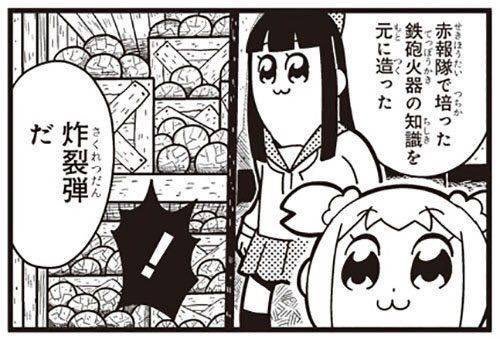 赤報隊で培った
鉄砲火器の知識を
元に造った
!
炸裂弾
だ